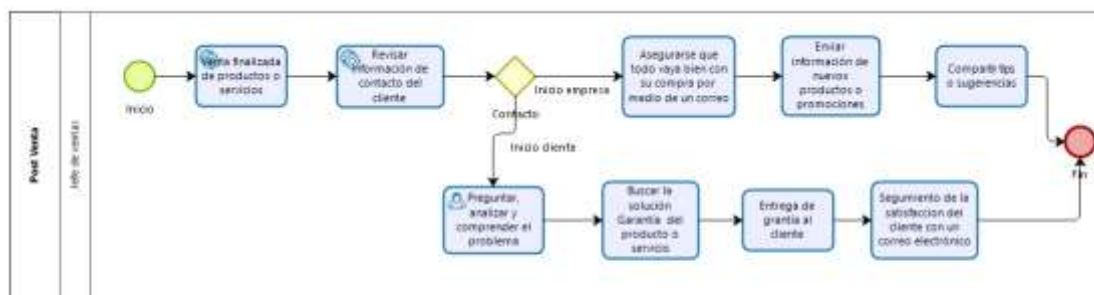 Post Venta
Jefe de ventas
Inicio
Venta finalizada
de productos o
servicios
Revisar
información de
contacto del
cliente
Contacto
Inicio empresa
Asegurarse que
todo vaya bien con
su compra por
medio de un correo
Enviar
información de
nuevos
productos o
promociones
Compartir tips
o sugerencias
Fin
Inicio cliente
Preguntar,
analizar y
comprender el
problema
Buscar la
solución
Garantía del
producto o
servicio
Entrega de
grantía al
cliente
Seguimiento de la
satisfaccion del
cliente con un
correo electrónico